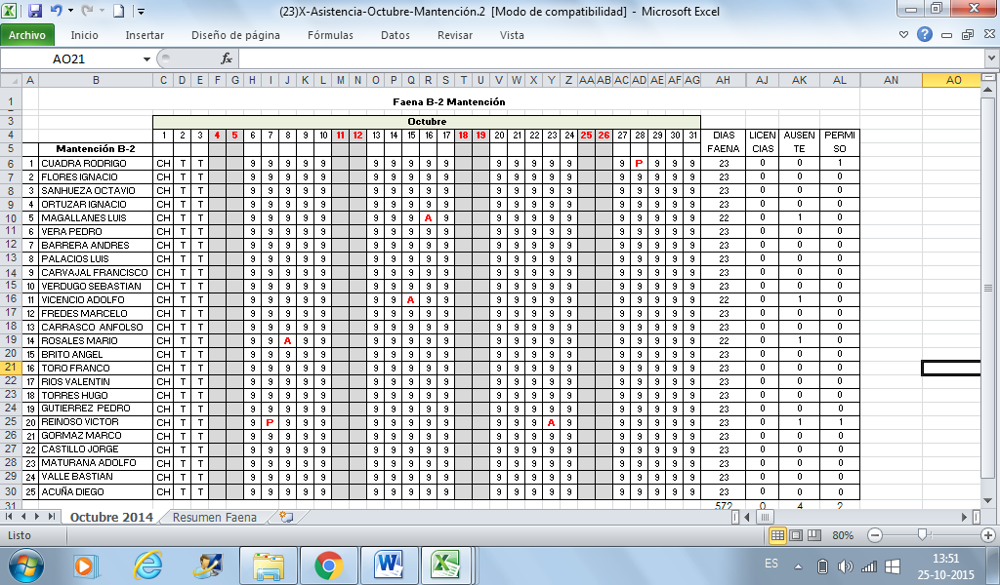 (23)X-Asistencia-Octubre-Mantención.2 [Modo de compatibilidad] - Microsoft Excel
Archivo Inicio Insertar Diseño de página Fórmulas Datos Revisar Vista
AO21 fx
A B C D E F G H I J K L M N O P Q R S T U V W X Y Z AA AB AC AD AE AF AG AH AJ AK AL AN AO
1 Faena B-2 Mantención
3 Octubre
4 1 2 3 4 5 6 7 8 9 10 11 12 13 14 15 16 17 18 19 20 21 22 23 24 25 26 27 28 29 30 31 DIAS LICEN AUSEN PERMI
5 Mantención B-2 FAENA CIAS TE SO
6 1 CUADRA RODRIGO CH T T 9 9 9 9 9 9 9 9 9 9 9 9 9 9 9 9 P 9 9 9 23 0 0 1
7 2 FLORES IGNACIO CH T T 9 9 9 9 9 9 9 9 9 9 9 9 9 9 9 9 9 9 9 9 23 0 0 0
8 3 SANHUEZA OCTAVIO CH T T 9 9 9 9 9 9 9 9 9 9 9 9 9 9 9 9 9 9 9 9 23 0 0 0
9 4 ORTUZAR IGNACIO CH T T 9 9 9 9 9 9 9 9 9 9 9 9 9 9 9 9 9 9 9 9 23 0 0 0
10 5 MAGALLANES LUIS CH T T 9 9 9 9 9 9 9 9 A 9 9 9 9 9 9 9 9 9 9 9 22 0 1 0
11 6 VERA PEDRO CH T T 9 9 9 9 9 9 9 9 9 9 9 9 9 9 9 9 9 9 9 9 23 0 0 0
12 7 BARRERA ANDRES CH T T 9 9 9 9 9 9 9 9 9 9 9 9 9 9 9 9 9 9 9 9 23 0 0 0
13 8 PALACIOS LUIS CH T T 9 9 9 9 9 9 9 9 9 9 9 9 9 9 9 9 9 9 9 9 23 0 0 0
14 9 CARVAJAL FRANCISCO CH T T 9 9 9 9 9 9 9 9 9 9 9 9 9 9 9 9 9 9 9 9 23 0 0 0
15 10 VERDUGO SEBASTIAN CH T T 9 9 9 9 9 9 9 9 9 9 9 9 9 9 9 9 9 9 9 9 23 0 0 0
16 11 VICENCIO ADOLFO CH T T 9 9 9 9 9 9 9 A 9 9 9 9 9 9 9 9 9 9 9 9 22 0 1 0
17 12 FREDES MARCELO CH T T 9 9 9 9 9 9 9 9 9 9 9 9 9 9 9 9 9 9 9 9 23 0 0 0
18 13 CARRASCO ANFOLSO CH T T 9 9 9 9 9 9 9 9 9 9 9 9 9 9 9 9 9 9 9 9 23 0 0 0
19 14 ROSALES MARIO CH T T 9 9 A 9 9 9 9 9 9 9 9 9 9 9 9 9 9 9 9 9 22 0 1 0
20 15 BRITO ANGEL CH T T 9 9 9 9 9 9 9 9 9 9 9 9 9 9 9 9 9 9 9 9 23 0 0 0
21 16 TORO FRANCO CH T T 9 9 9 9 9 9 9 9 9 9 9 9 9 9 9 9 9 9 9 9 23 0 0 0
22 17 RIOS VALENTIN CH T T 9 9 9 9 9 9 9 9 9 9 9 9 9 9 9 9 9 9 9 9 23 0 0 0
23 18 TORRES HUGO CH T T 9 9 9 9 9 9 9 9 9 9 9 9 9 9 9 9 9 9 9 9 23 0 0 0
24 19 GUTIERREZ PEDRO CH T T 9 9 9 9 9 9 9 9 9 9 9 9 9 9 9 9 9 9 9 9 23 0 0 0
25 20 REINOSO VICTOR CH T T 9 P 9 9 9 9 9 9 9 9 9 9 9 A 9 9 9 9 9 9 23 0 1 1
26 21 GORMAZ MARCO CH T T 9 9 9 9 9 9 9 9 9 9 9 9 9 9 9 9 9 9 9 9 23 0 0 0
27 22 CASTILLO JORGE CH T T 9 9 9 9 9 9 9 9 9 9 9 9 9 9 9 9 9 9 9 9 23 0 0 0
28 23 MATURANA ADOLFO CH T T 9 9 9 9 9 9 9 9 9 9 9 9 9 9 9 9 9 9 9 9 23 0 0 0
29 24 VALLE BASTIAN CH T T 9 9 9 9 9 9 9 9 9 9 9 9 9 9 9 9 9 9 9 9 23 0 0 0
30 25 ACUÑA DIEGO CH T T 9 9 9 9 9 9 9 9 9 9 9 9 9 9 9 9 9 9 9 9 23 0 0 0
31 572 0 4 2
Octubre 2014 Resumen Faena
Listo 80%
ES 13:51
25-10-2015